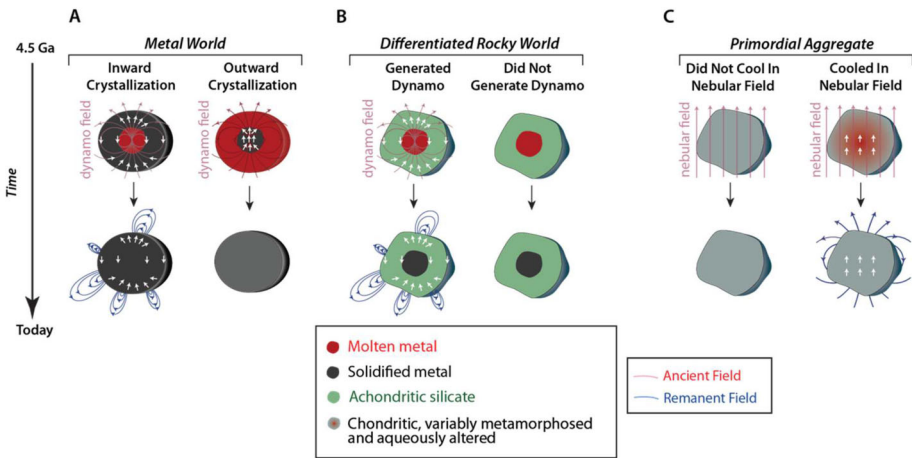 A
B
C
4.5 Ga
Time
Today
Metal World
Inward
Crystallization
Outward
Crystallization
dynamo field
Differentiated Rocky World
Generated
Dynamo
Did Not
Generate Dynamo
dynamo field
Primordial Aggregate
Did Not Cool In
Nebular Field
Cooled In
Nebular Field
nebular field
nebular field
Molten metal
Solidified metal
Achondritic silicate
Chondritic, variably metamorphosed
and aqueously altered
Ancient Field
Remanent Field